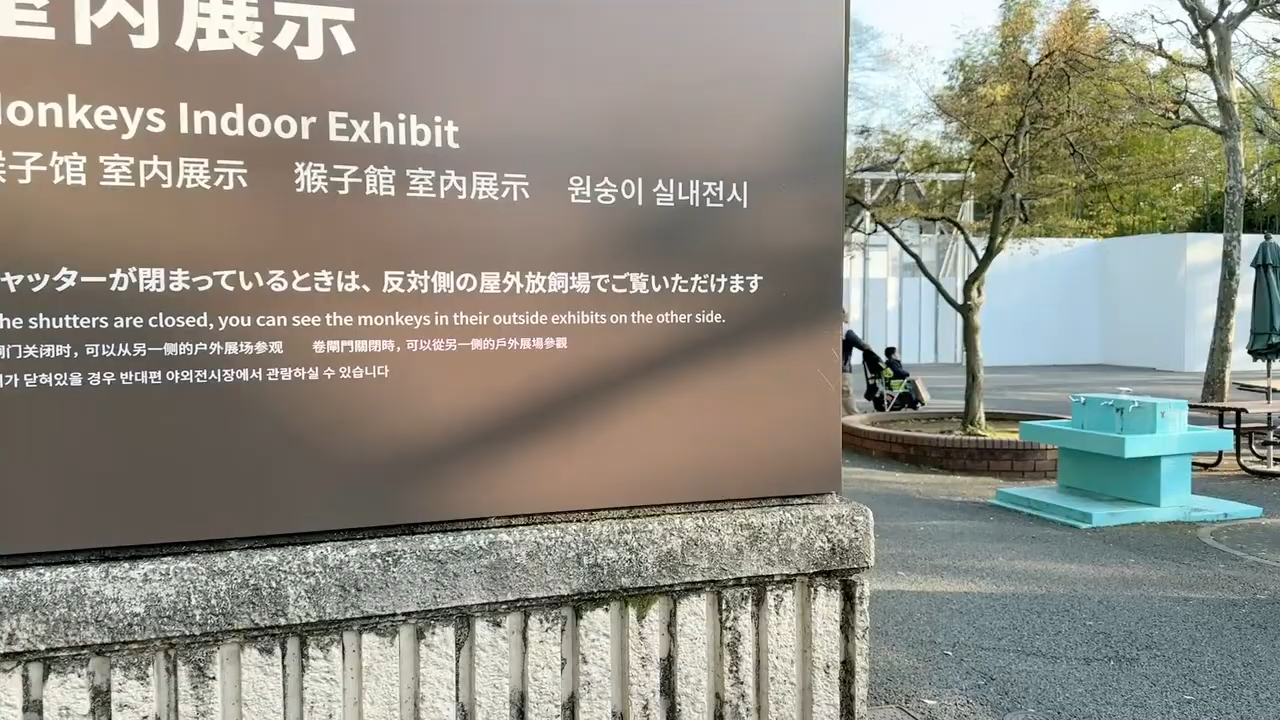 室内展示
Monkeys Indoor Exhibit
猴子馆 室内展示 猴子館 室內展示 원숭이 실내전시
ャッターが閉まっているときは、反対側の屋外放飼場でご覧いただけます
he shutters are closed, you can see the monkeys in their outside exhibits on the other side.
闸门关闭时，可以从另一侧的户外展场参观 卷閘門關閉時，可以從另一側的戶外展場參觀
가 닫혀있을 경우 반대편 야외전시장에서 관람하실 수 있습니다